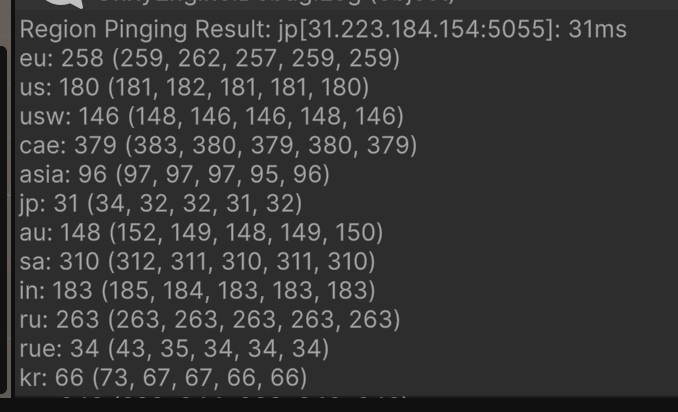 Region Pinging Result: jp[31.223.184.154:5055]: 31ms
eu: 258 (259, 262, 257, 259, 259)
us: 180 (181, 182, 181, 181, 180)
usw: 146 (148, 146, 146, 148, 146)
cae: 379 (383, 380, 379, 380, 379)
asia: 96 (97, 97, 97, 95, 96)
jp: 31 (34, 32, 32, 31, 32)
au: 148 (152, 149, 148, 149, 150)
sa: 310 (312, 311, 310, 311, 310)
in: 183 (185, 184, 183, 183, 183)
ru: 263 (263, 263, 263, 263, 263)
rue: 34 (43, 35, 34, 34, 34)
kr: 66 (73, 67, 67, 66, 66)